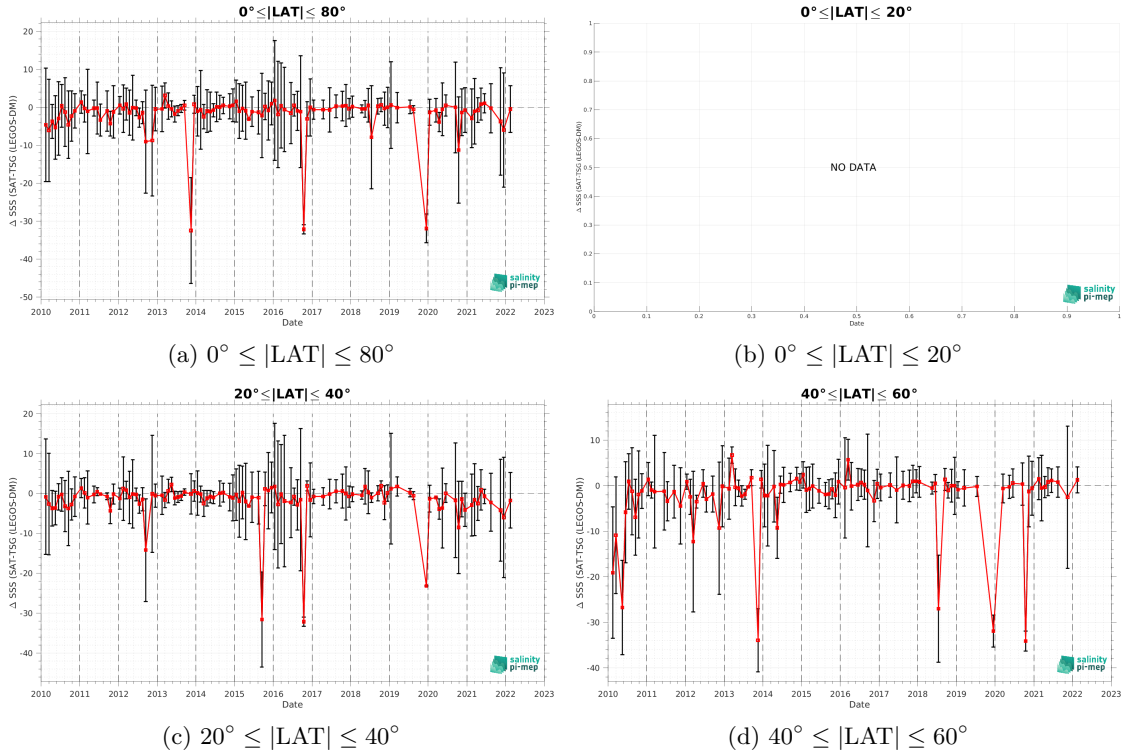 0°≤|LAT|≤ 80°
20
10
0
-10
-20
-30
-40
-50
Δ SSS (SAT-TSG (LEGOS-DMI))
2010 2011 2012 2013 2014 2015 2016 2017 2018 2019 2020 2021 2022 2023
Date
salinity
pi-mep
(a) 0° ≤ |LAT| ≤ 80°
0°≤|LAT|≤ 20°
1
0.9
0.8
0.7
0.6
0.5
0.4
0.3
0.2
0.1
0
Δ SSS (SAT-TSG (LEGOS-DMI))
NO DATA
0 0.1 0.2 0.3 0.4 0.5 0.6 0.7 0.8 0.9 1
Date
salinity
pi-mep
(b) 0° ≤ |LAT| ≤ 20°
20°≤|LAT|≤ 40°
20
10
0
-10
-20
-30
-40
Δ SSS (SAT-TSG (LEGOS-DMI))
2010 2011 2012 2013 2014 2015 2016 2017 2018 2019 2020 2021 2022 2023
Date
salinity
pi-mep
(c) 20° ≤ |LAT| ≤ 40°
40°≤|LAT|≤ 60°
10
0
-10
-20
-30
-40
Δ SSS (SAT-TSG (LEGOS-DMI))
2010 2011 2012 2013 2014 2015 2016 2017 2018 2019 2020 2021 2022 2023
Date
salinity
pi-mep
(d) 40° ≤ |LAT| ≤ 60°